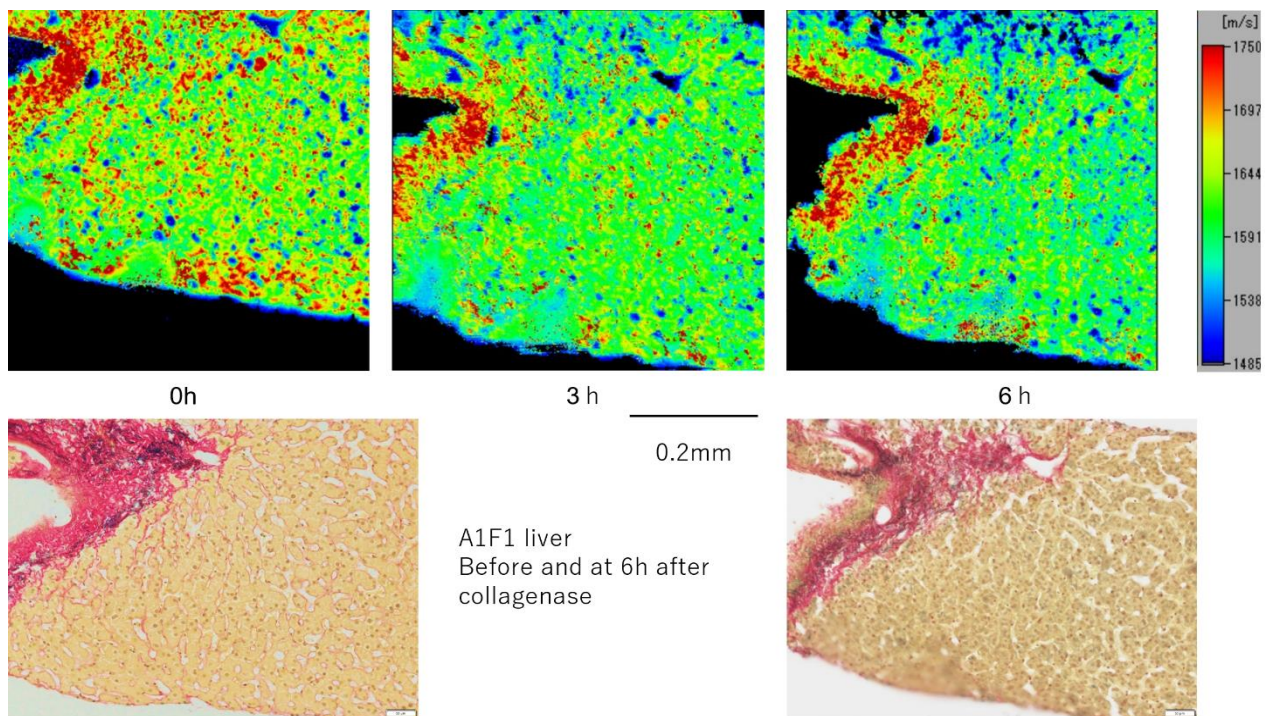 [m/s]
1750
1697
1644
1591
1538
1485
0h
3 h
6 h
0.2mm
A1F1 liver
Before and at 6h after
collagenase